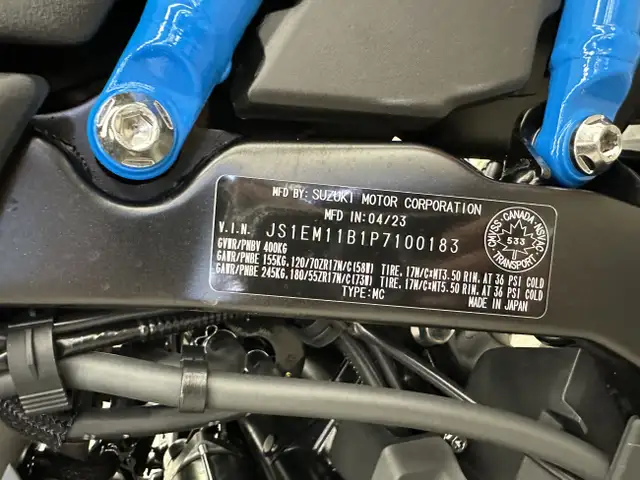 MFD BY: SUZUKI MOTOR CORPORATION
MFD IN: 04/23
V.I.N. JS1EM11B1P7100183
GVWR/PNBV 400KG
GAWR/PNBE 155KG, 120/70ZR17M/C(58W) TIRE, 17M/C×MT3.50 RIM, AT 36 PSI COLD
GAWR/PNBE 245KG, 180/55ZR17M/C(73W) TIRE, 17M/C×MT5.50 RIM, AT 36 PSI COLD
TYPE: MC
MADE IN JAPAN
CMVSS • CANADA • NSVAC
533
TRANSPORT